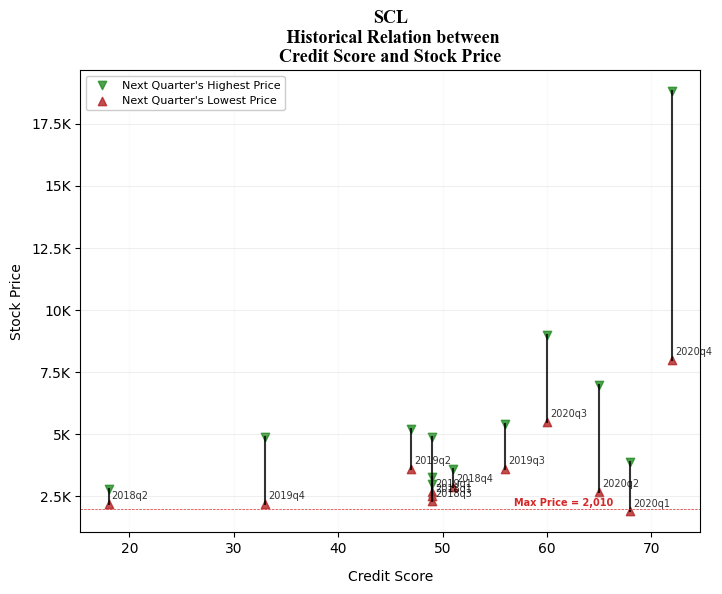 SCL
Historical Relation between
Credit Score and Stock Price
Next Quarter's Highest Price
Next Quarter's Lowest Price
17.5K
15K
12.5K
10K
7.5K
5K
2.5K
Stock Price
2020q4
2020q3
2019q2
2019q3
2018q4
2020q2
2018q3
2018q2
2019q4
Max Price = 2,010
2020q1
20
30
40
50
60
70
Credit Score